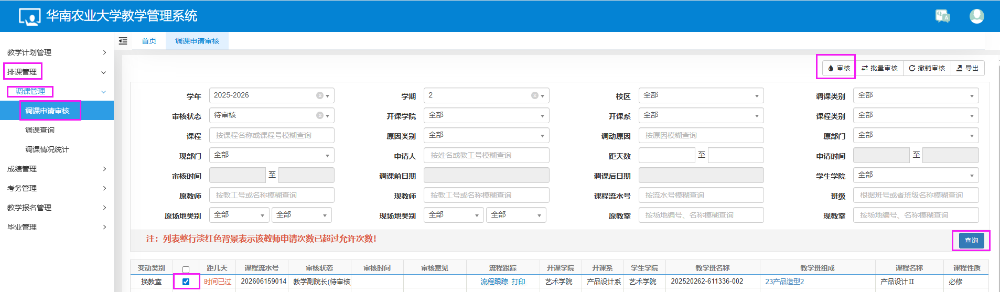 华南农业大学教学管理系统
教学计划管理
排课管理
调课管理
调课申请审核
调课查询
调课情况统计
成绩管理
考务管理
教学报名管理
毕业管理
首页 调课申请审核
审核 批量审核 撤销审核 导出
学年 2025-2026 学期 2 校区 全部 调课类别 全部
审核状态 待审核 开课学院 全部 开课系 全部 课程类别 全部
课程 按课程名称或课程号模糊查询 原因类别 全部 调动原因 按原因模糊查询 原部门 全部
现部门 全部 申请人 按姓名或教工号模糊查询 距天数 至 申请时间 至
审核时间 至 调课前日期 调课后日期 学生学院 全部
原教师 按教工号或名称模糊查询 现教师 按教工号或名称模糊查询 课程流水号 按流水号模糊查询 班级 根据班号或者班级名称模糊查询
原场地类别 全部 全部 现场地类别 全部 全部 原教室 按场地编号、名称模糊查询 现教室 按场地编号、名称模糊查询
注：列表整行淡红色背景表示该教师申请次数已超过允许次数！ 查询
变动类别 距几天 课程流水号 审核状态 审核时间 审核意见 流程跟踪 开课学院 开课系 学生学院 教学班名称 教学班组成 课程名称 课程性质
换教室 时间已过 202606159014 教学副院长(待审核 流程跟踪 打印 艺术学院 产品设计系 艺术学院 202520262-611336-002 23产品造型2 产品设计Ⅱ 必修